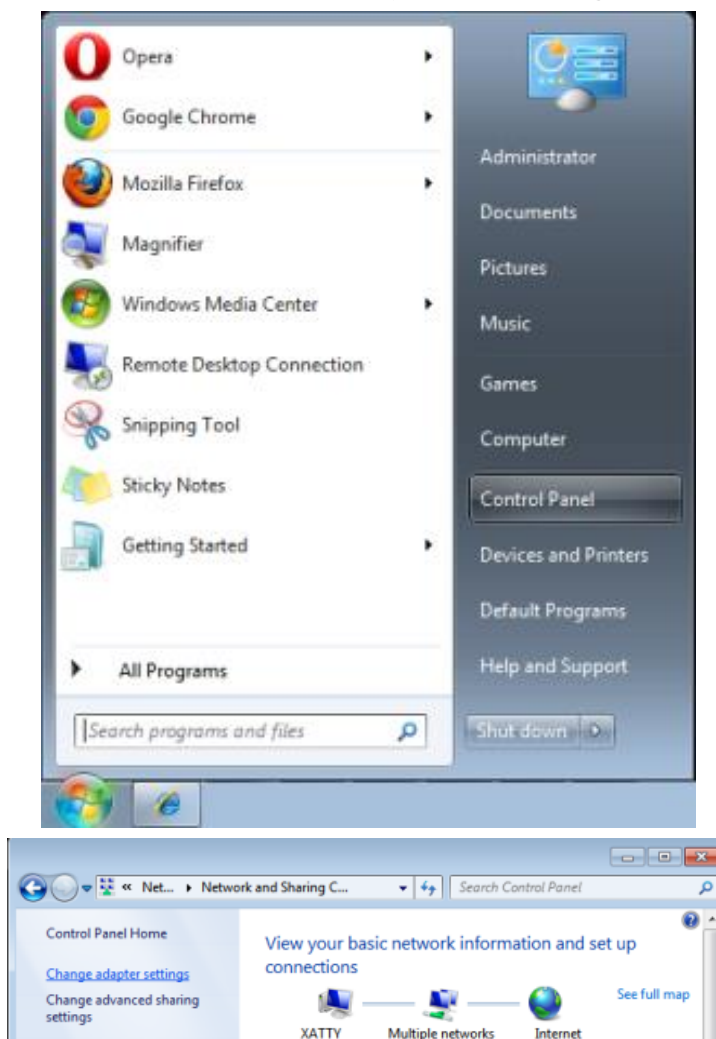 Opera
Google Chrome
Mozilla Firefox
Magnifier
Windows Media Center
Remote Desktop Connection
Snipping Tool
Sticky Notes
Getting Started
All Programs
Search programs and files
Administrator
Documents
Pictures
Music
Games
Computer
Control Panel
Devices and Printers
Default Programs
Help and Support
Shut down
« Net... Network and Sharing C...
Search Control Panel
Control Panel Home
Change adapter settings
Change advanced sharing
settings
View your basic network information and set up
connections
See full map
XATTY Multiple networks Internet